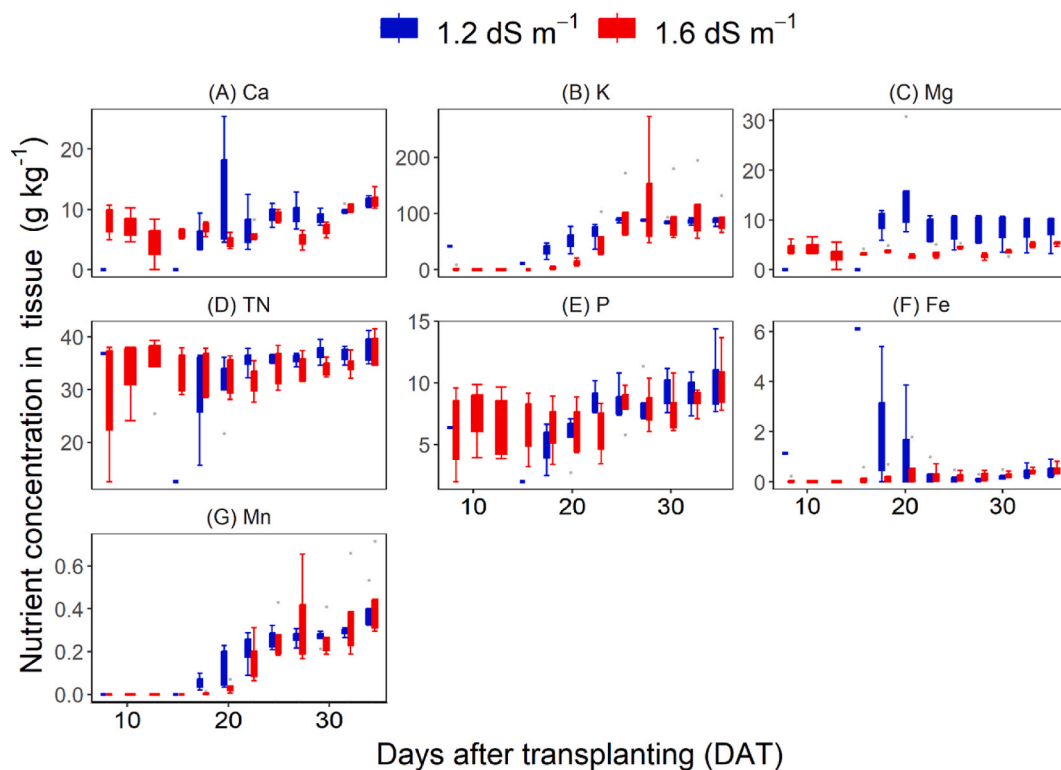 1.2 dS m⁻¹ 1.6 dS m⁻¹
(A) Ca (B) K (C) Mg
20
10
0
200
100
0
30
20
10
0
(D) TN (E) P (F) Fe
40
30
20
15
10
5
6
4
2
0
10 20 30
10 20 30
(G) Mn
0.6
0.4
0.2
0.0
10 20 30
Nutrient concentration in tissue (g kg⁻¹)
Days after transplanting (DAT)